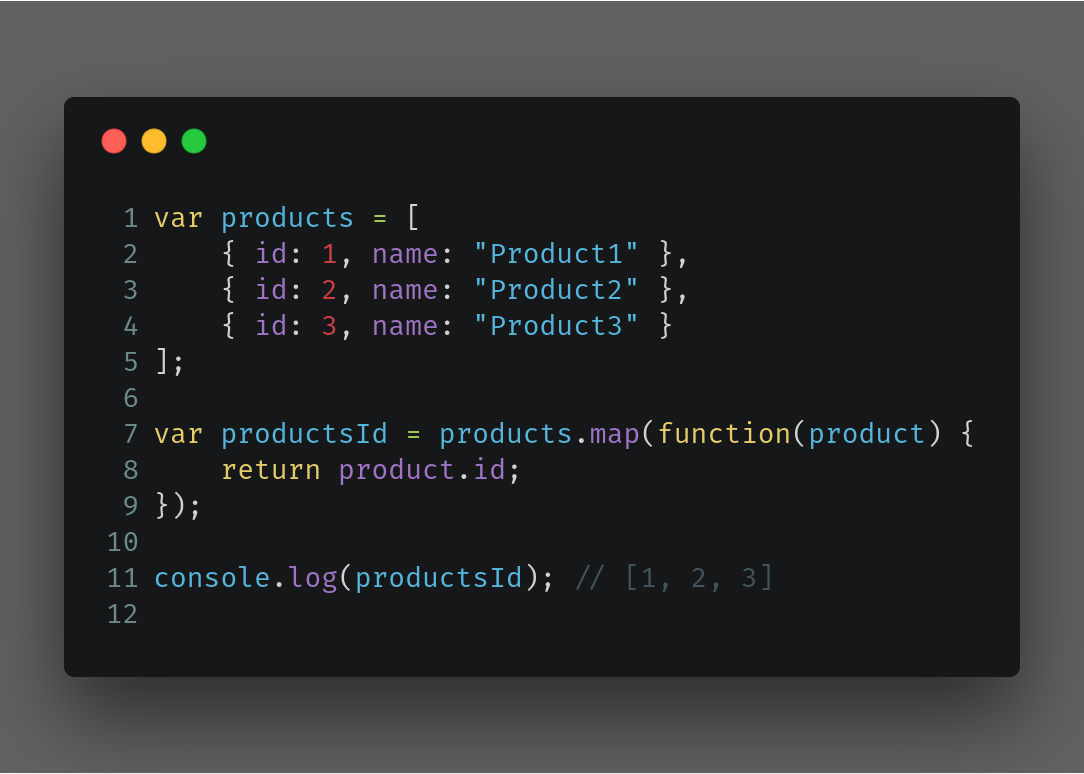 1 var products = [
2     { id: 1, name: "Product1" },
3     { id: 2, name: "Product2" },
4     { id: 3, name: "Product3" }
5 ];
6
7 var productsId = products.map(function(product) {
8     return product.id;
9 });
10
11 console.log(productsId); // [1, 2, 3]
12